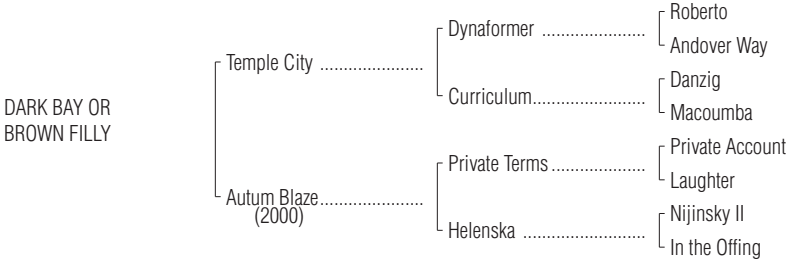 Roberto
Dynaformer ......................
Andover Way
Temple City ......................
Danzig
Curriculum........................
Macoumba
DARK BAY OR
BROWN FILLY
Private Account
Private Terms ....................
Laughter
Autum Blaze......................
(2000)
Nijinsky II
Helenska ..........................
In the Offing